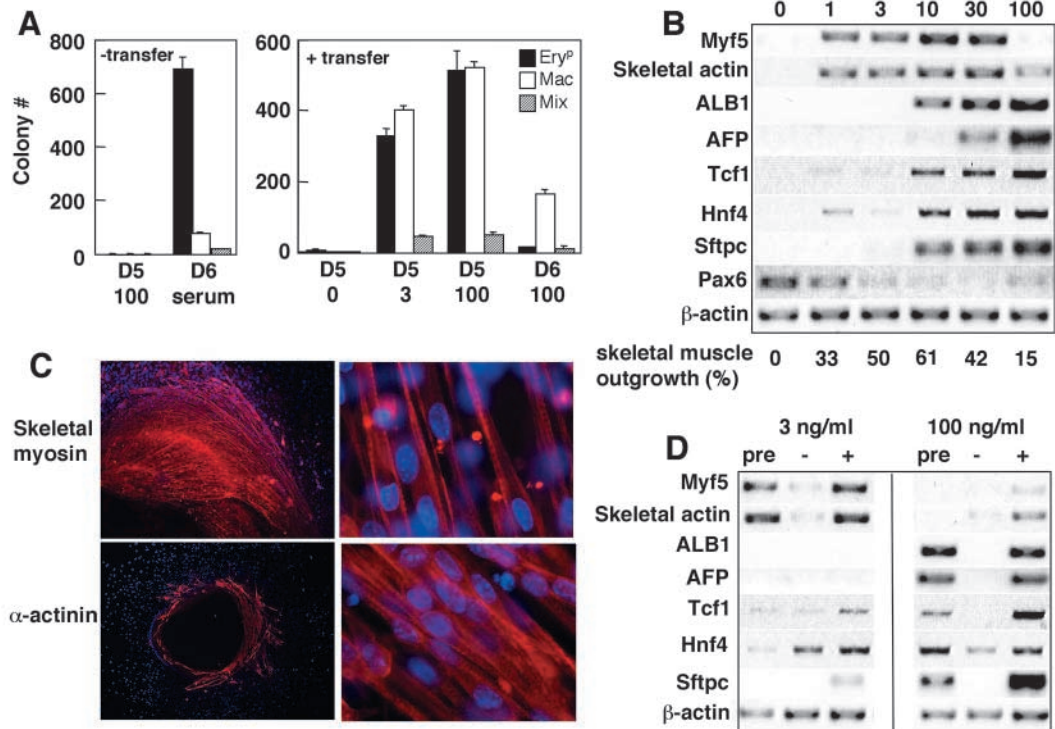 A
Colony #
800
600
400
200
0
-transfer
D5 D6
100 serum
600
400
200
0
+ transfer
Eryᴾ
Mac
Mix
D5 D5 D5 D6
0 3 100 100
B
0 1 3 10 30 100
Myf5
Skeletal actin
ALB1
AFP
Tcf1
Hnf4
Sftpc
Pax6
β-actin
skeletal muscle 0 33 50 61 42 15
outgrowth (%)
C
Skeletal
myosin
α-actinin
D
3 ng/ml 100 ng/ml
pre - + pre - +
Myf5
Skeletal actin
ALB1
AFP
Tcf1
Hnf4
Sftpc
β-actin